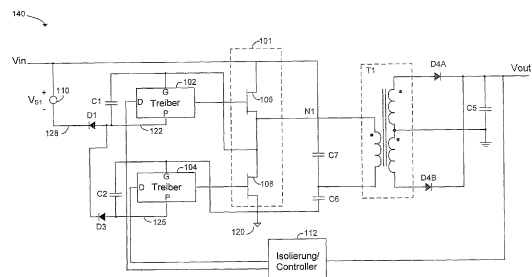 140
Vin
101
D4A
Vout
110
102
T1
VS1
+
-
C1
G
D
Treiber
P
106
D1
N1
C5
128
122
C7
104
G
D
Treiber
P
108
C2
C6
D4B
D3
125
120
112
Isolierung/
Controller